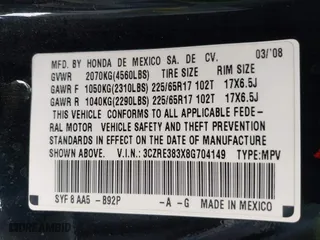 MFD. BY HONDA DE MEXICO SA. DE CV. 03/'08
GVWR 2070KG(4560LBS) TIRE SIZE RIM SIZE
GAWR F 1050KG(2310LBS) 225/65R17 102T 17X6.5J
GAWR R 1040KG(2290LBS) 225/65R17 102T 17X6.5J
THIS VEHICLE CONFORMS TO ALL APPLICABLE FEDE-
RAL MOTOR VEHICLE SAFETY AND THEFT PREVENTION
STANDARDS IN EFFECT ON THE DATE OF MANUFACTURE
SHOWN ABOVE. V.I.N:3CZRE383X8G704149 TYPE:MPV
SYF8AA5 -B92P -A -G MADE IN MEXICO